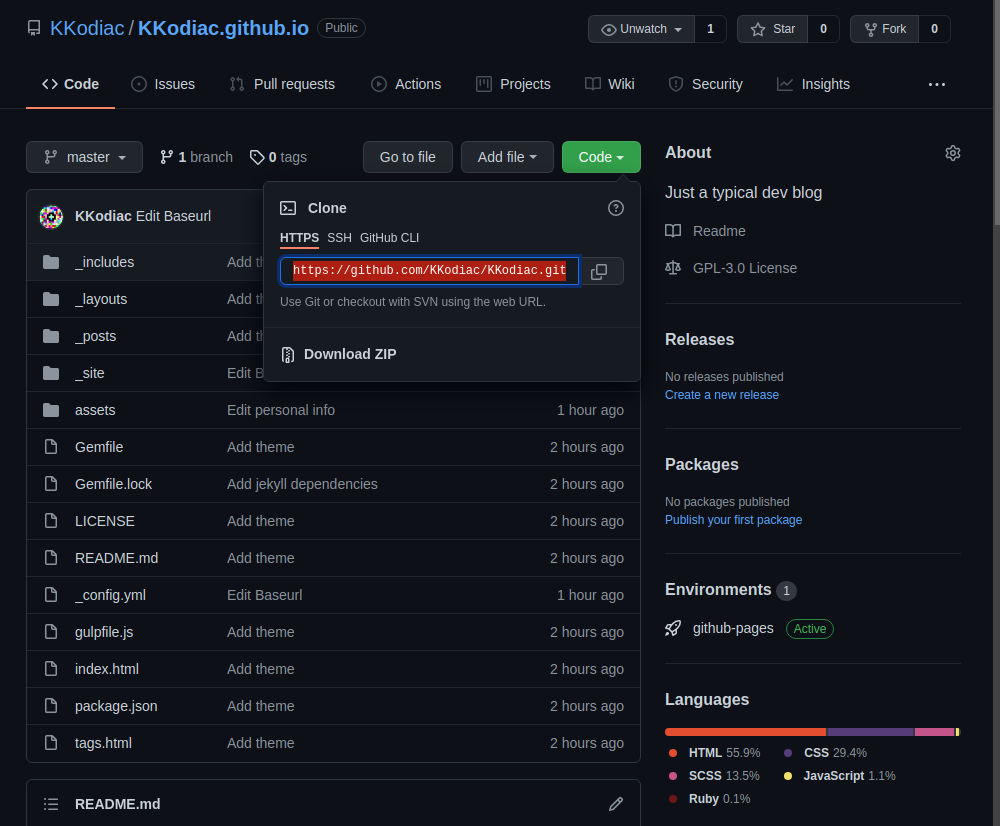 KKodiac / KKodiac.github.io Public
Unwatch 1 Star 0 Fork 0
Code Issues Pull requests Actions Projects Wiki Security Insights
master 1 branch 0 tags Go to file Add file Code
KKodiac Edit Baseurl
_includes Add th
_layouts Add th
_posts Add th
_site Edit B
assets Edit personal info 1 hour ago
Gemfile Add theme 2 hours ago
Gemfile.lock Add jekyll dependencies 2 hours ago
LICENSE Add theme 2 hours ago
README.md Add theme 2 hours ago
_config.yml Edit Baseurl 1 hour ago
gulpfile.js Add theme 2 hours ago
index.html Add theme 2 hours ago
package.json Add theme 2 hours ago
tags.html Add theme 2 hours ago
README.md
Clone
HTTPS SSH GitHub CLI
https://github.com/KKodiac/KKodiac.git
Use Git or checkout with SVN using the web URL.
Download ZIP
About
Just a typical dev blog
Readme
GPL-3.0 License
Releases
No releases published
Create a new release
Packages
No packages published
Publish your first package
Environments 1
github-pages Active
Languages
HTML 55.9% CSS 29.4%
SCSS 13.5% JavaScript 1.1%
Ruby 0.1%